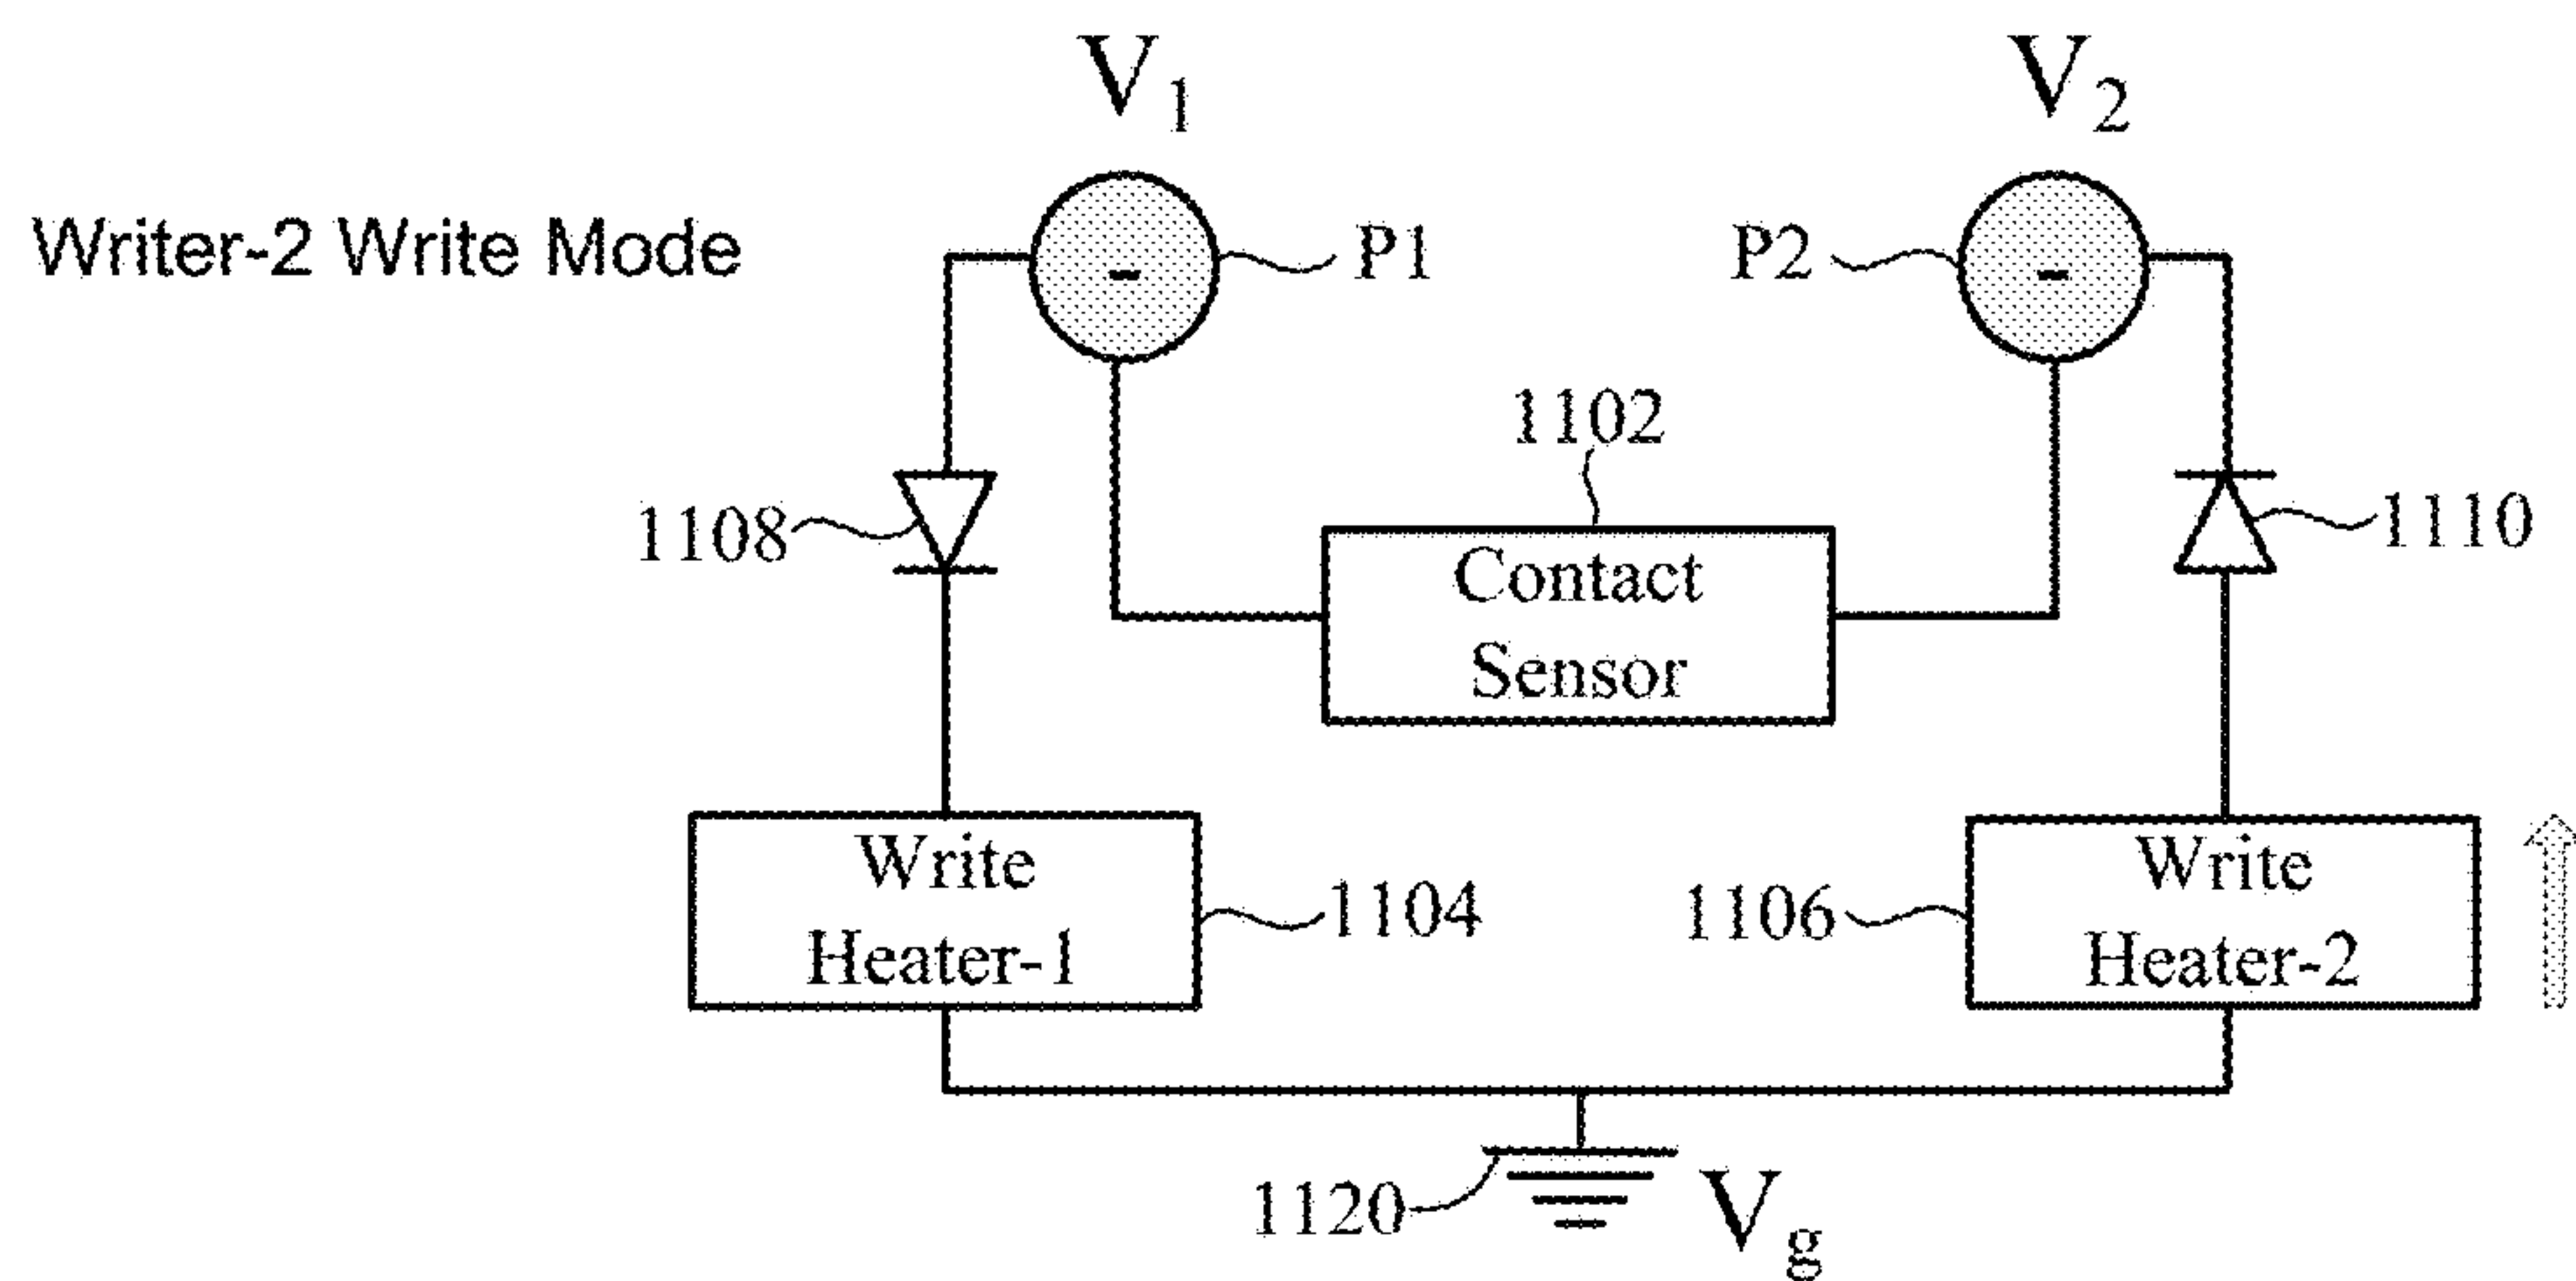 V1
V2
Writer-2 Write Mode
-
P1
P2
-
1102
1108
Contact
Sensor
1110
Write
Heater-1
1104
1106
Write
Heater-2
1120
Vg